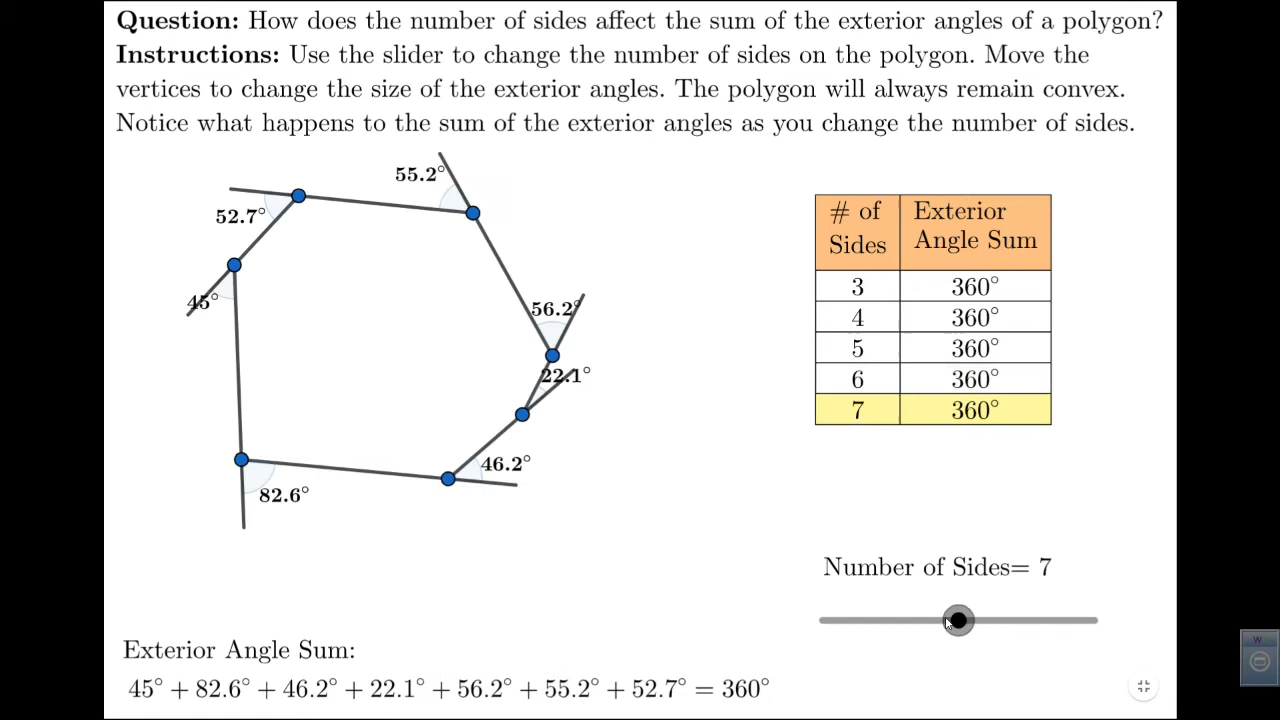 Question: How does the number of sides affect the sum of the exterior angles of a polygon?
Instructions: Use the slider to change the number of sides on the polygon. Move the
vertices to change the size of the exterior angles. The polygon will always remain convex.
Notice what happens to the sum of the exterior angles as you change the number of sides.
55.2°
52.7°
45°
56.2°
22.1°
46.2°
82.6°
# of Sides Exterior Angle Sum
3 360°
4 360°
5 360°
6 360°
7 360°
Number of Sides= 7
Exterior Angle Sum:
45° + 82.6° + 46.2° + 22.1° + 56.2° + 55.2° + 52.7° = 360°
W